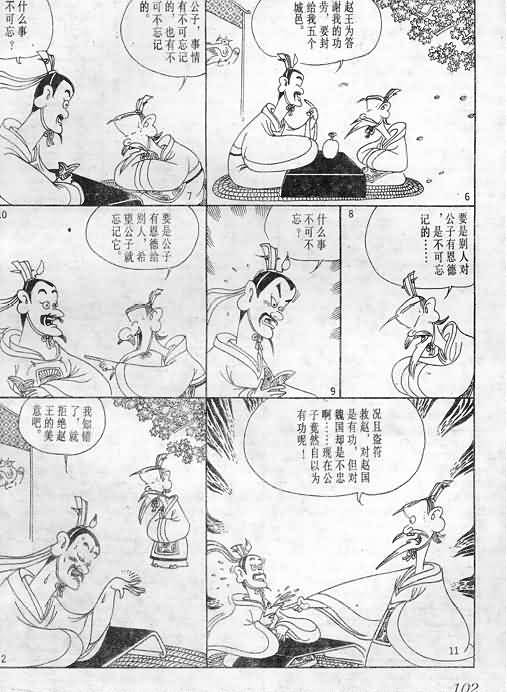 赵王为答
谢我的功
劳，要封
给我五个
城邑。
6
公子，事情
有不可忘记
的，也有不
可不忘记
什么事
不可忘？
7
要是别人对
公子有恩德
，是不可忘
记的……
8
什么事
不可不
忘？
9
要是公子
有恩德给
别人，希
望公子就
忘记它。
10
况且盗符
救赵，对赵国
是有功，但对
魏国却是不忠
啊……现在公
子竟然自以为
有功呢！
11
我知错
了，就
拒绝赵
王的美
意吧。
2
102